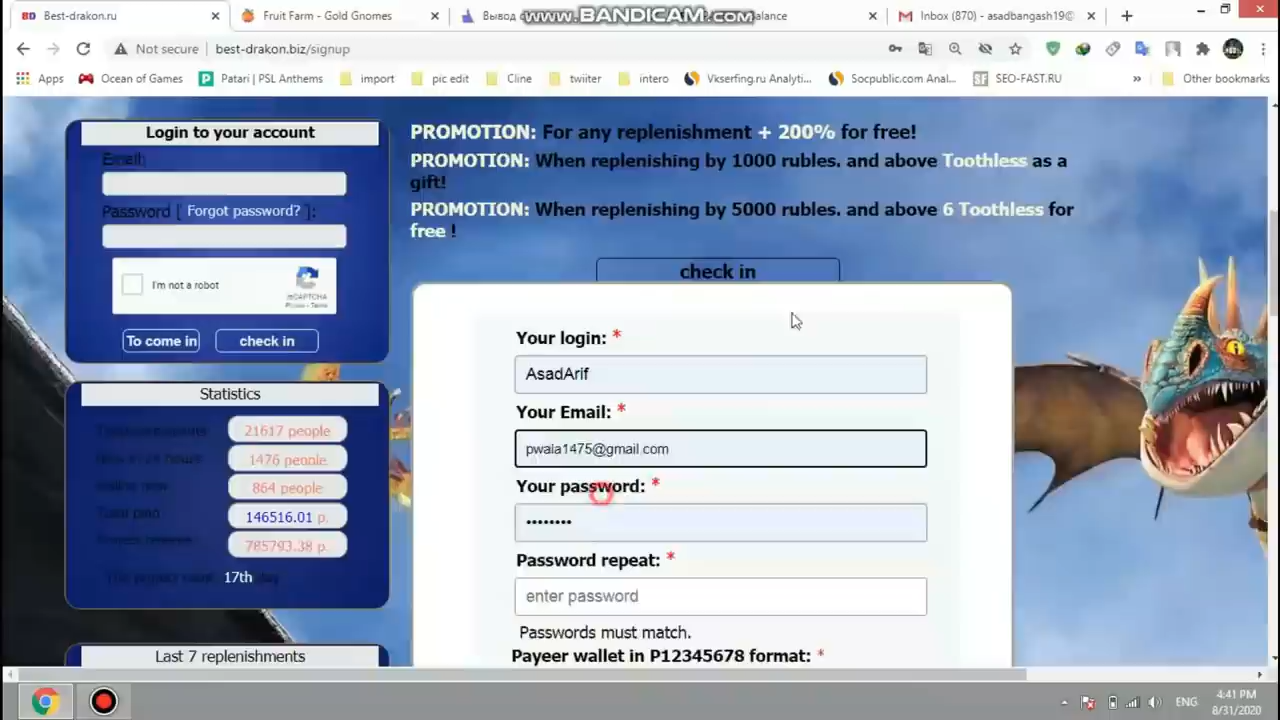 Best-drakon.ru
Fruit Farm - Gold Gnomes
Вывод
www.BANDICAM.com
alance
Inbox (870) - asadbangash19@
Not secure
best-drakon.biz/signup
Apps
Ocean of Games
Patari | PSL Anthems
import
pic edit
Cline
twiiter
intero
Vkserfing.ru Analyti...
Socpublic.com Anal...
SEO-FAST.RU
»
Other bookmarks
Login to your account
Email:
Password [ Forgot password? ]:
I'm not a robot
reCAPTCHA
Privacy - Terms
To come in
check in
Statistics
21617 people
1476 people
864 people
146516.01 p.
785793.38 p.
17th
Last 7 replenishments
PROMOTION: For any replenishment + 200% for free!
PROMOTION: When replenishing by 1000 rubles. and above Toothless as a
gift!
PROMOTION: When replenishing by 5000 rubles. and above 6 Toothless for
free !
check in
Your login: *
AsadArif
Your Email: *
pwala1475@gmail.com
Your password: *
••••••••
Password repeat: *
enter password
Passwords must match.
Payeer wallet in P12345678 format: *
ENG
4:41 PM
8/31/2020